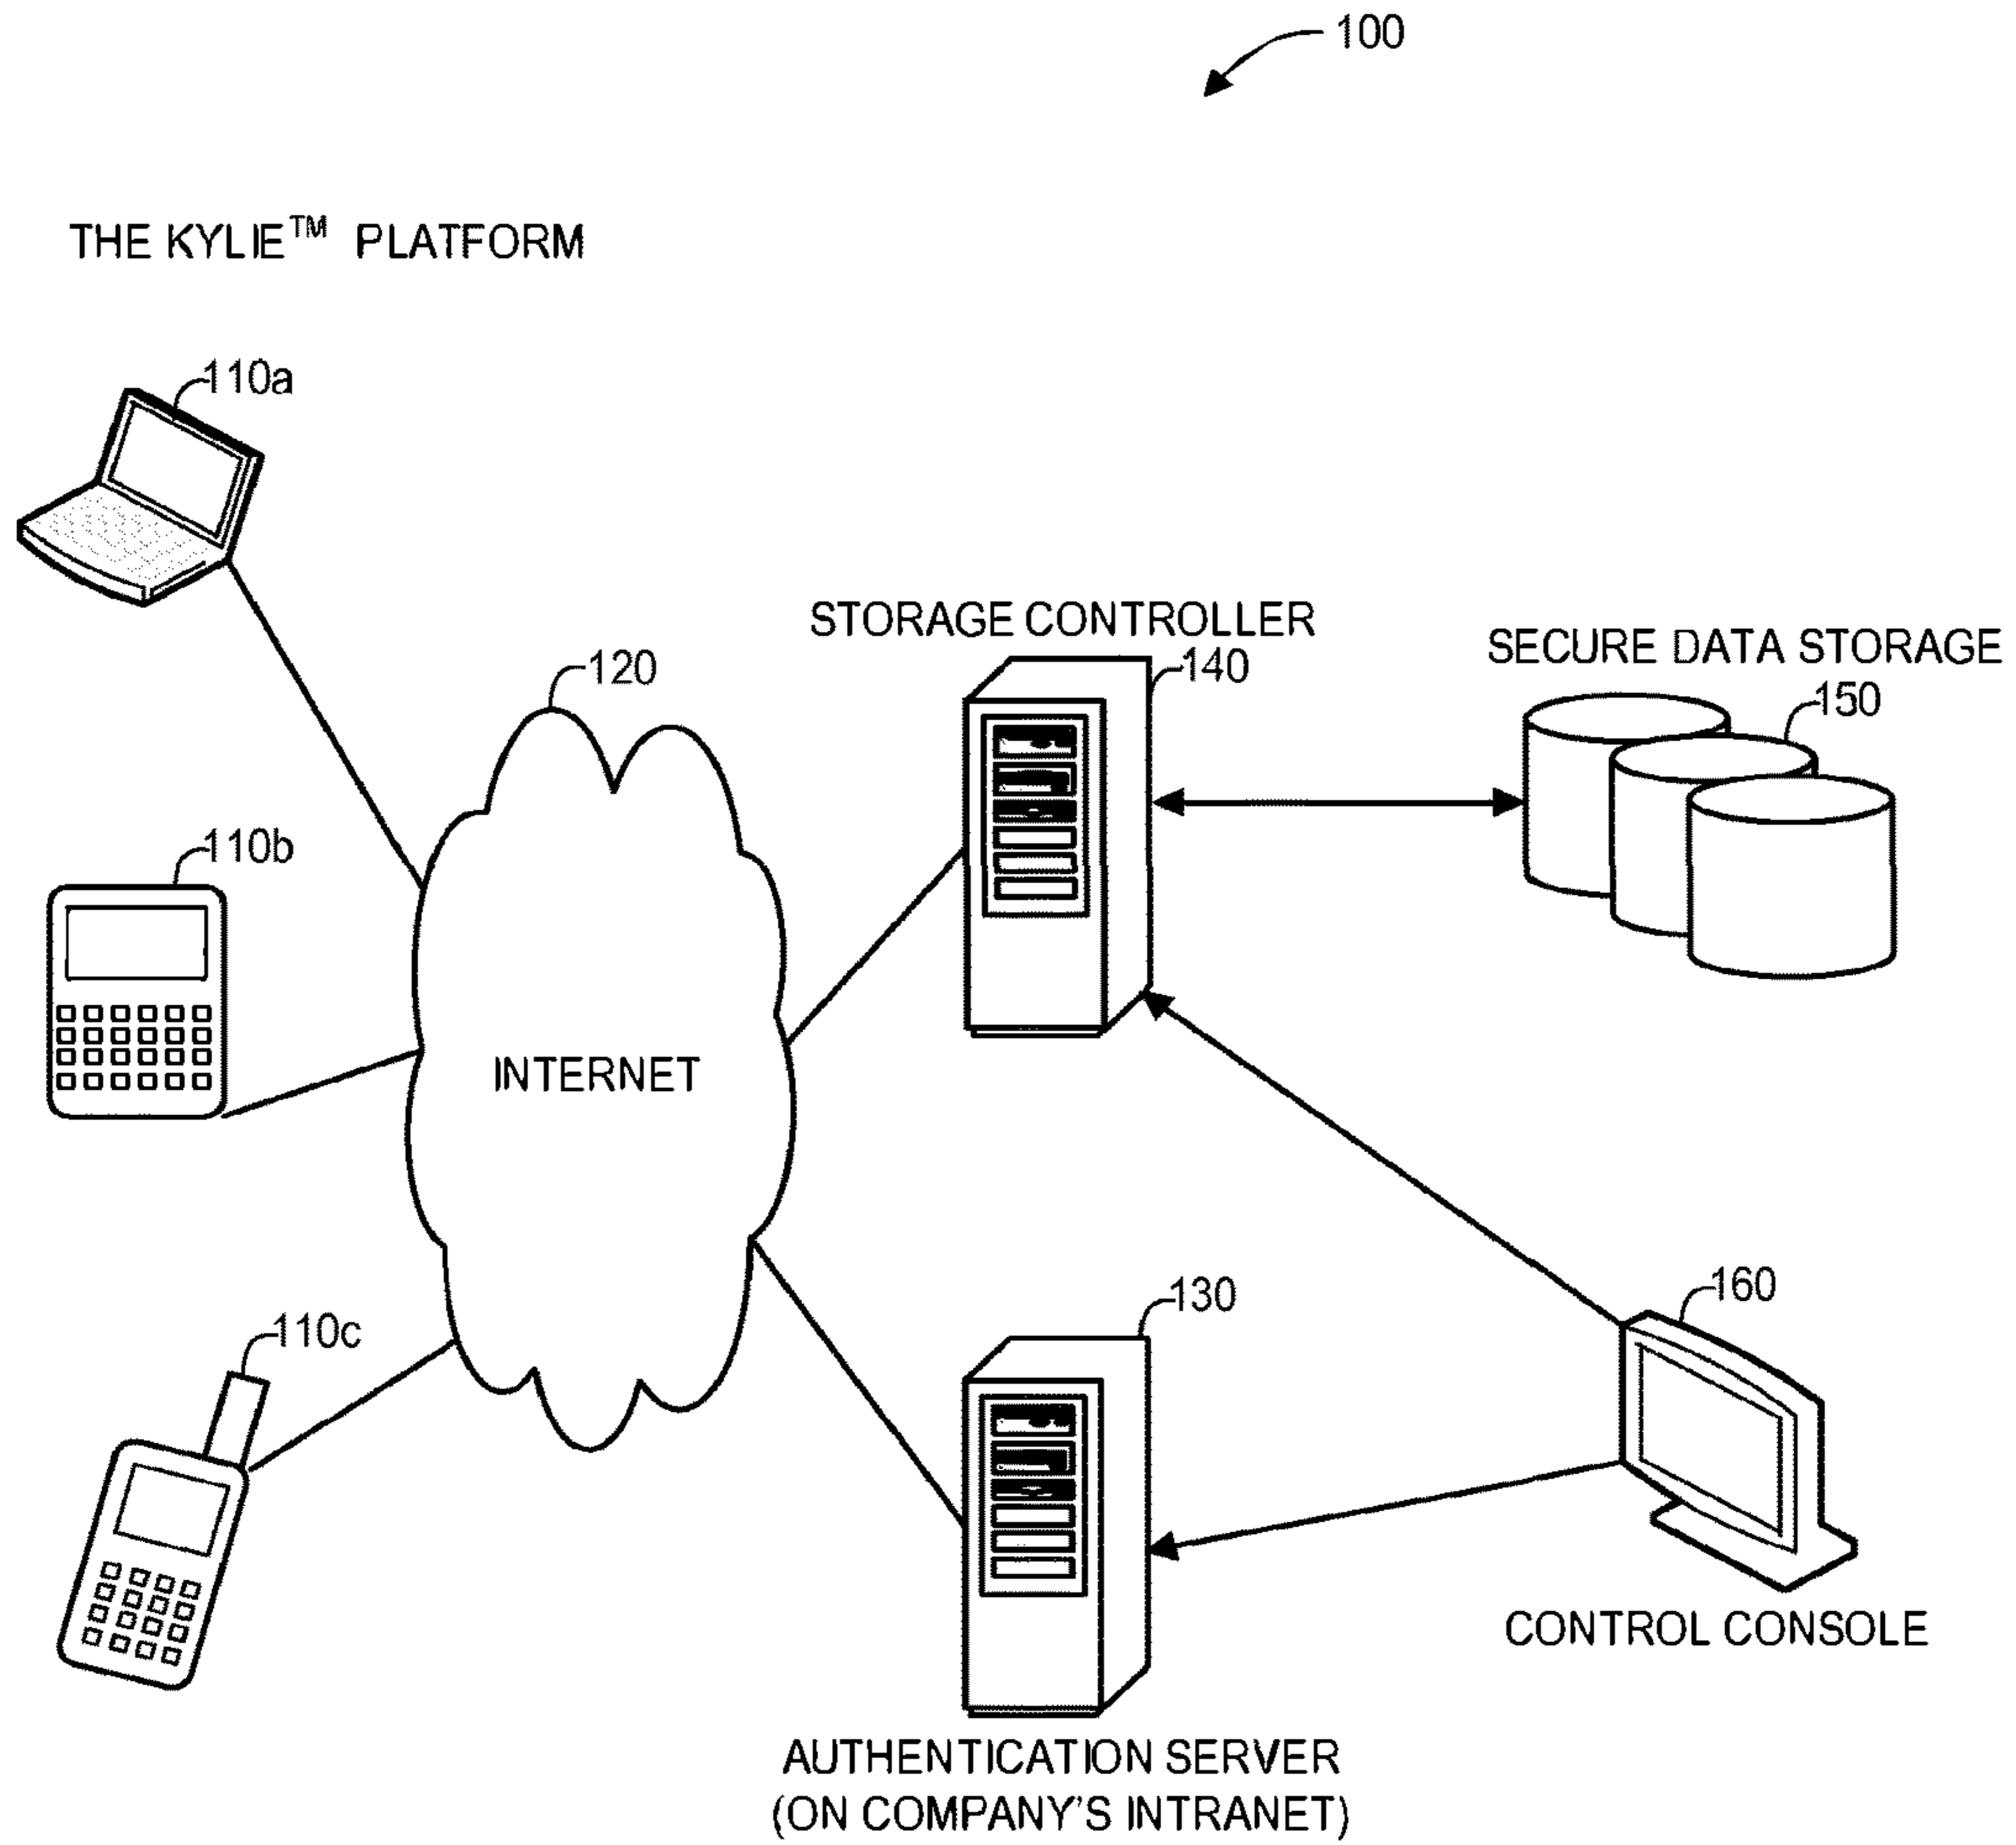 100
THE KYLIE™ PLATFORM
110a
STORAGE CONTROLLER
140
SECURE DATA STORAGE
150
120
110b
INTERNET
130
160
110c
CONTROL CONSOLE
AUTHENTICATION SERVER
(ON COMPANY'S INTRANET)